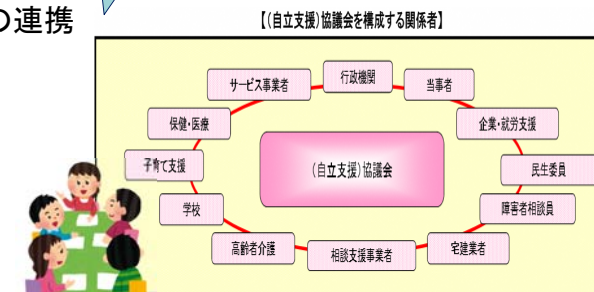 の連携
【(自立支援)協議会を構成する関係者】
行政機関
サービス事業者
当事者
保健・医療
企業・就労支援
子育て支援
(自立支援)協議会
民生委員
学校
障害者相談員
高齢者介護
相談支援事業者
宅建業者